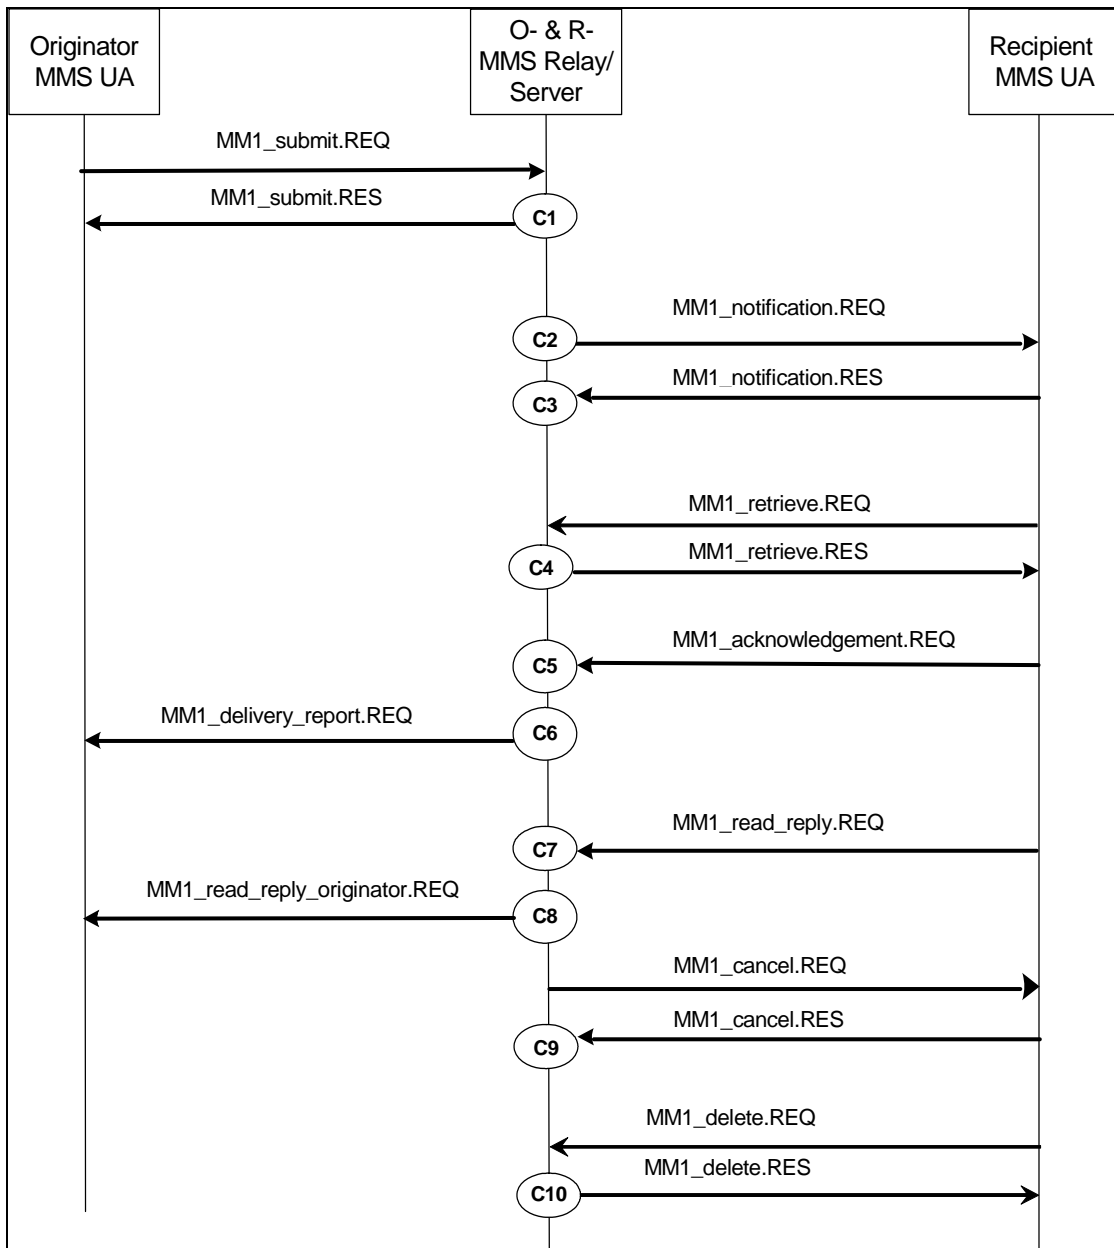 Originator
MMS UA
O- & R-
MMS Relay/
Server
Recipient
MMS UA
MM1_submit.REQ
MM1_submit.RES
C1
MM1_notification.REQ
C2
MM1_notification.RES
C3
MM1_retrieve.REQ
MM1_retrieve.RES
C4
MM1_acknowledgement.REQ
C5
MM1_delivery_report.REQ
C6
MM1_read_reply.REQ
C7
MM1_read_reply_originator.REQ
C8
MM1_cancel.REQ
MM1_cancel.RES
C9
MM1_delete.REQ
MM1_delete.RES
C10